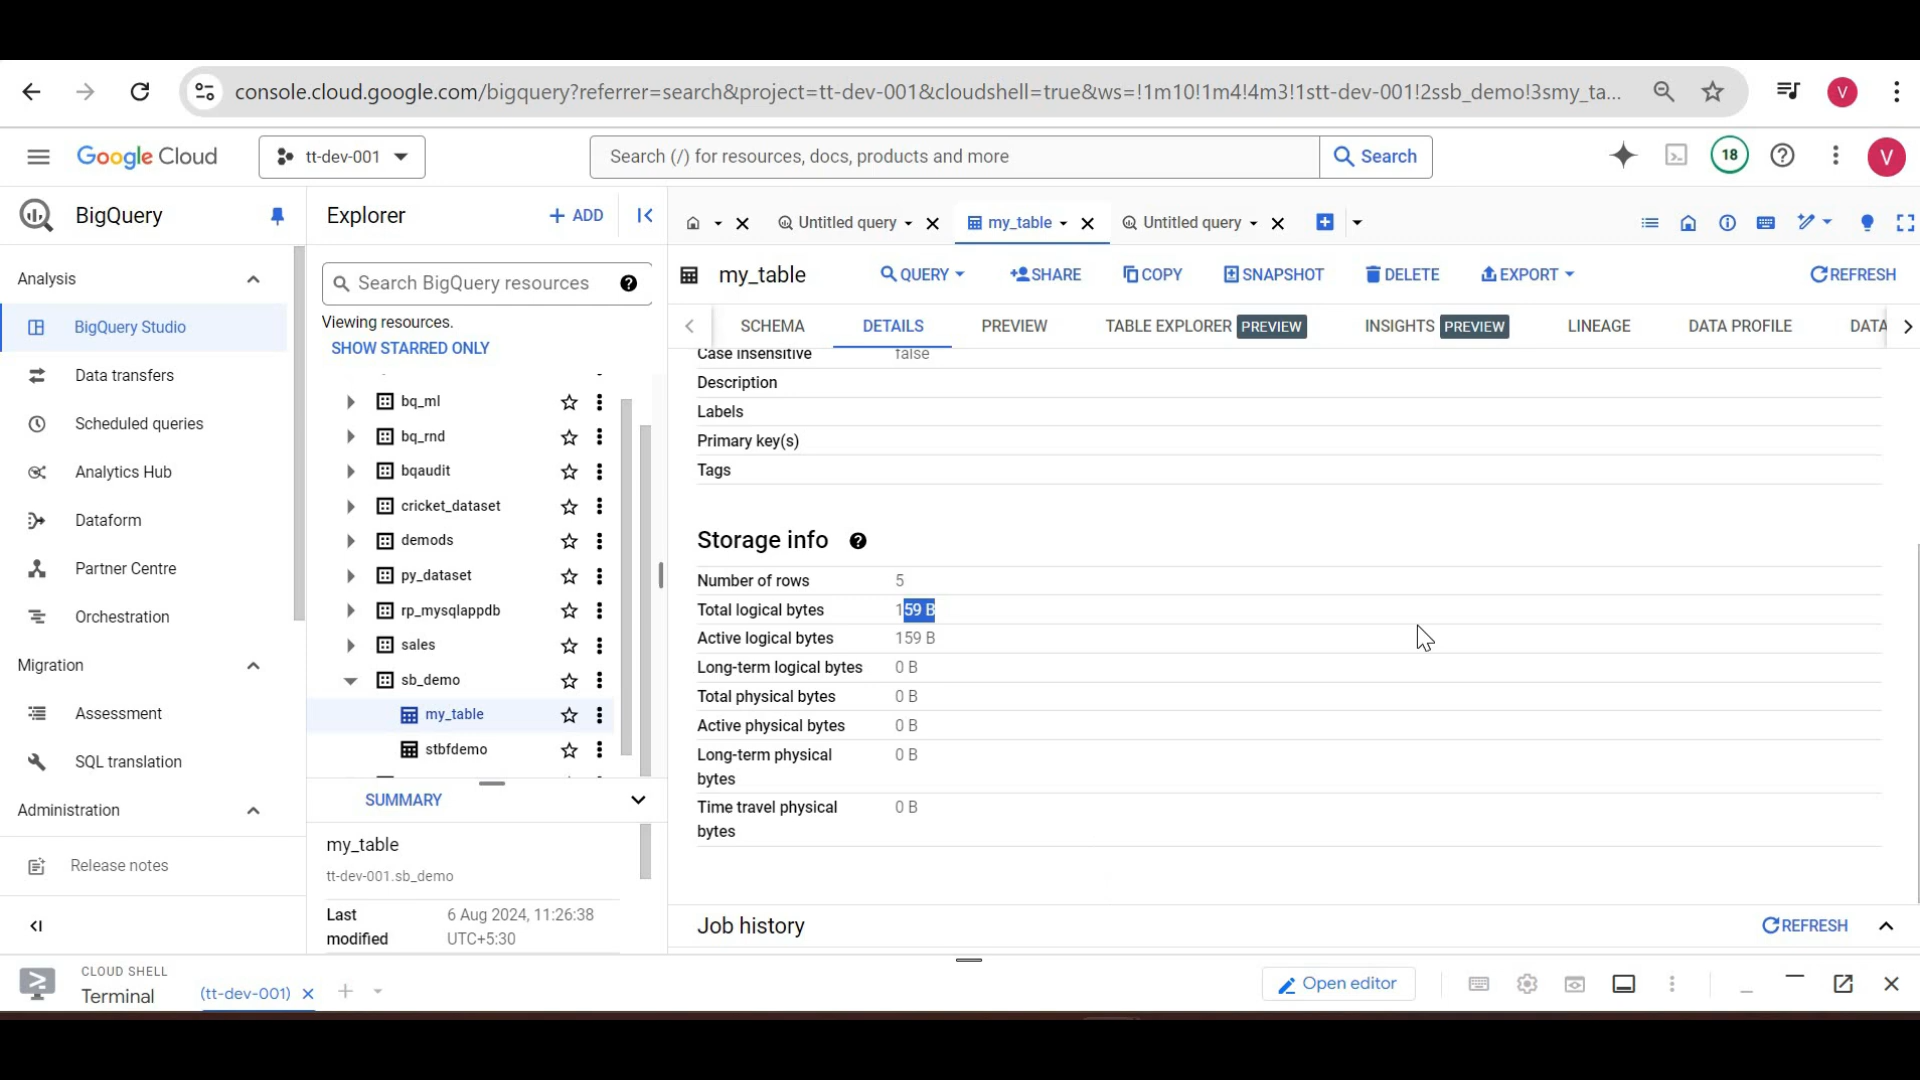 console.cloud.google.com/bigquery?referrer=search&project=tt-dev-001&cloudshell=true&ws=!1m10!1m4!4m3!1stt-dev-001!2ssb_demo!3smy_ta...
V
Google Cloud
tt-dev-001
Search (/) for resources, docs, products and more
Search
18
V
BigQuery
Explorer
+ ADD
Untitled query
my_table
Untitled query
Analysis
BigQuery Studio
Data transfers
Scheduled queries
Analytics Hub
Dataform
Partner Centre
Orchestration
Migration
Assessment
SQL translation
Administration
Release notes
Search BigQuery resources
Viewing resources.
SHOW STARRED ONLY
bq_ml
bq_rnd
bqaudit
cricket_dataset
demods
py_dataset
rp_mysqlappdb
sales
sb_demo
my_table
stbfdemo
SUMMARY
my_table
tt-dev-001.sb_demo
Last modified
6 Aug 2024, 11:26:38
UTC+5:30
my_table
QUERY
SHARE
COPY
SNAPSHOT
DELETE
EXPORT
REFRESH
SCHEMA
DETAILS
PREVIEW
TABLE EXPLORER PREVIEW
INSIGHTS PREVIEW
LINEAGE
DATA PROFILE
DATA
Case insensitive false
Description
Labels
Primary key(s)
Tags
Storage info
Number of rows 5
Total logical bytes 159 B
Active logical bytes 159 B
Long-term logical bytes 0 B
Total physical bytes 0 B
Active physical bytes 0 B
Long-term physical bytes 0 B
Time travel physical bytes 0 B
Job history
REFRESH
CLOUD SHELL
Terminal
(tt-dev-001)
Open editor